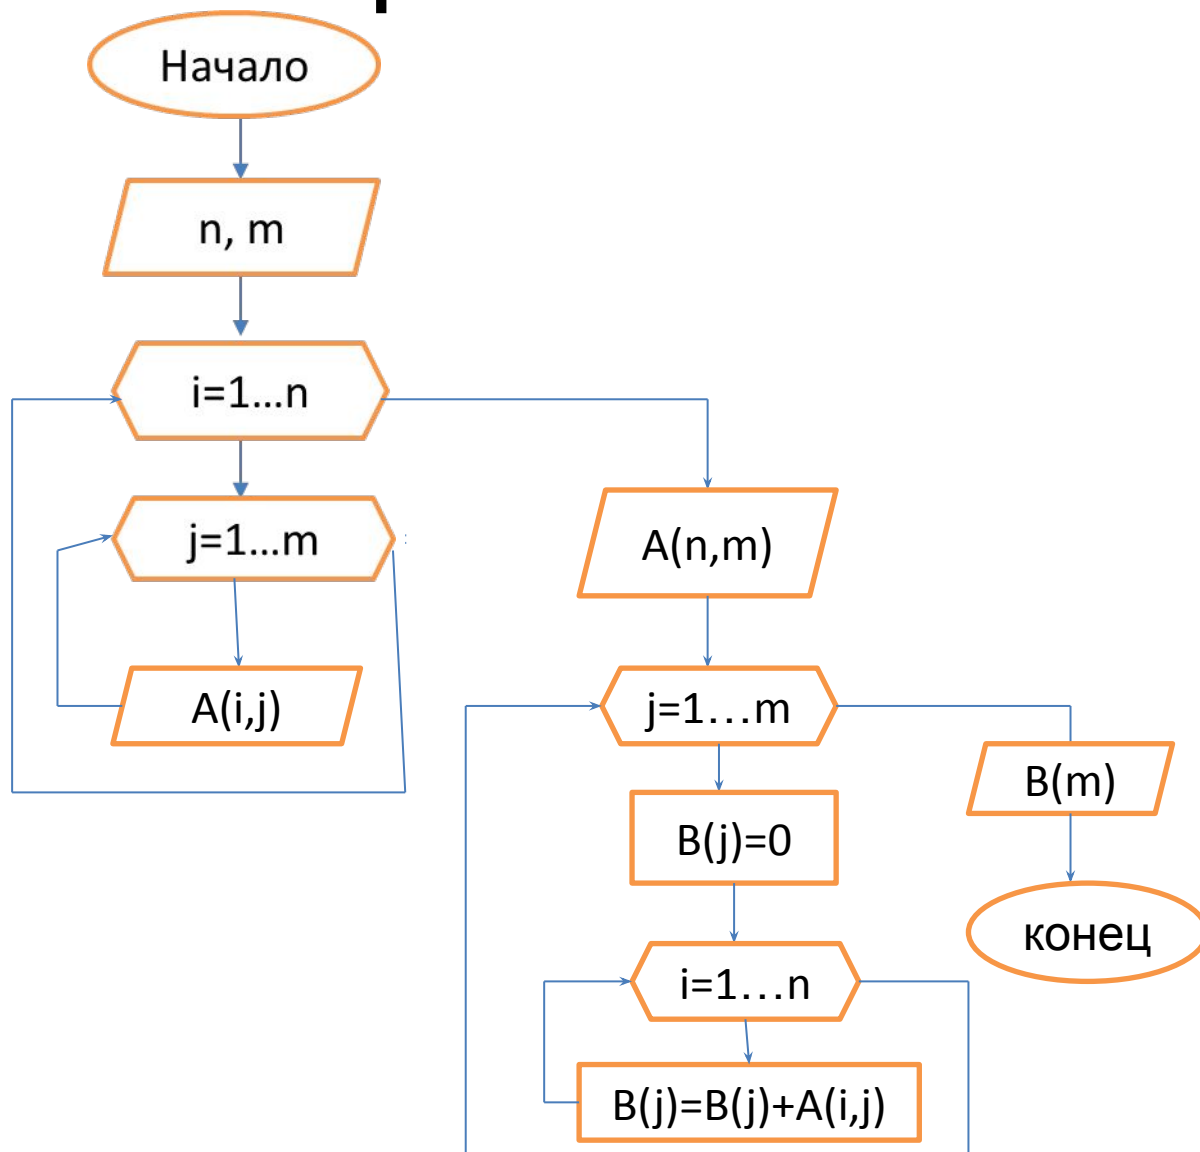 Начало
n, m
i=1...n
j=1...m
A(i,j)
A(n,m)
j=1...m
B(j)=0
i=1...n
B(j)=B(j)+A(i,j)
B(m)
конец